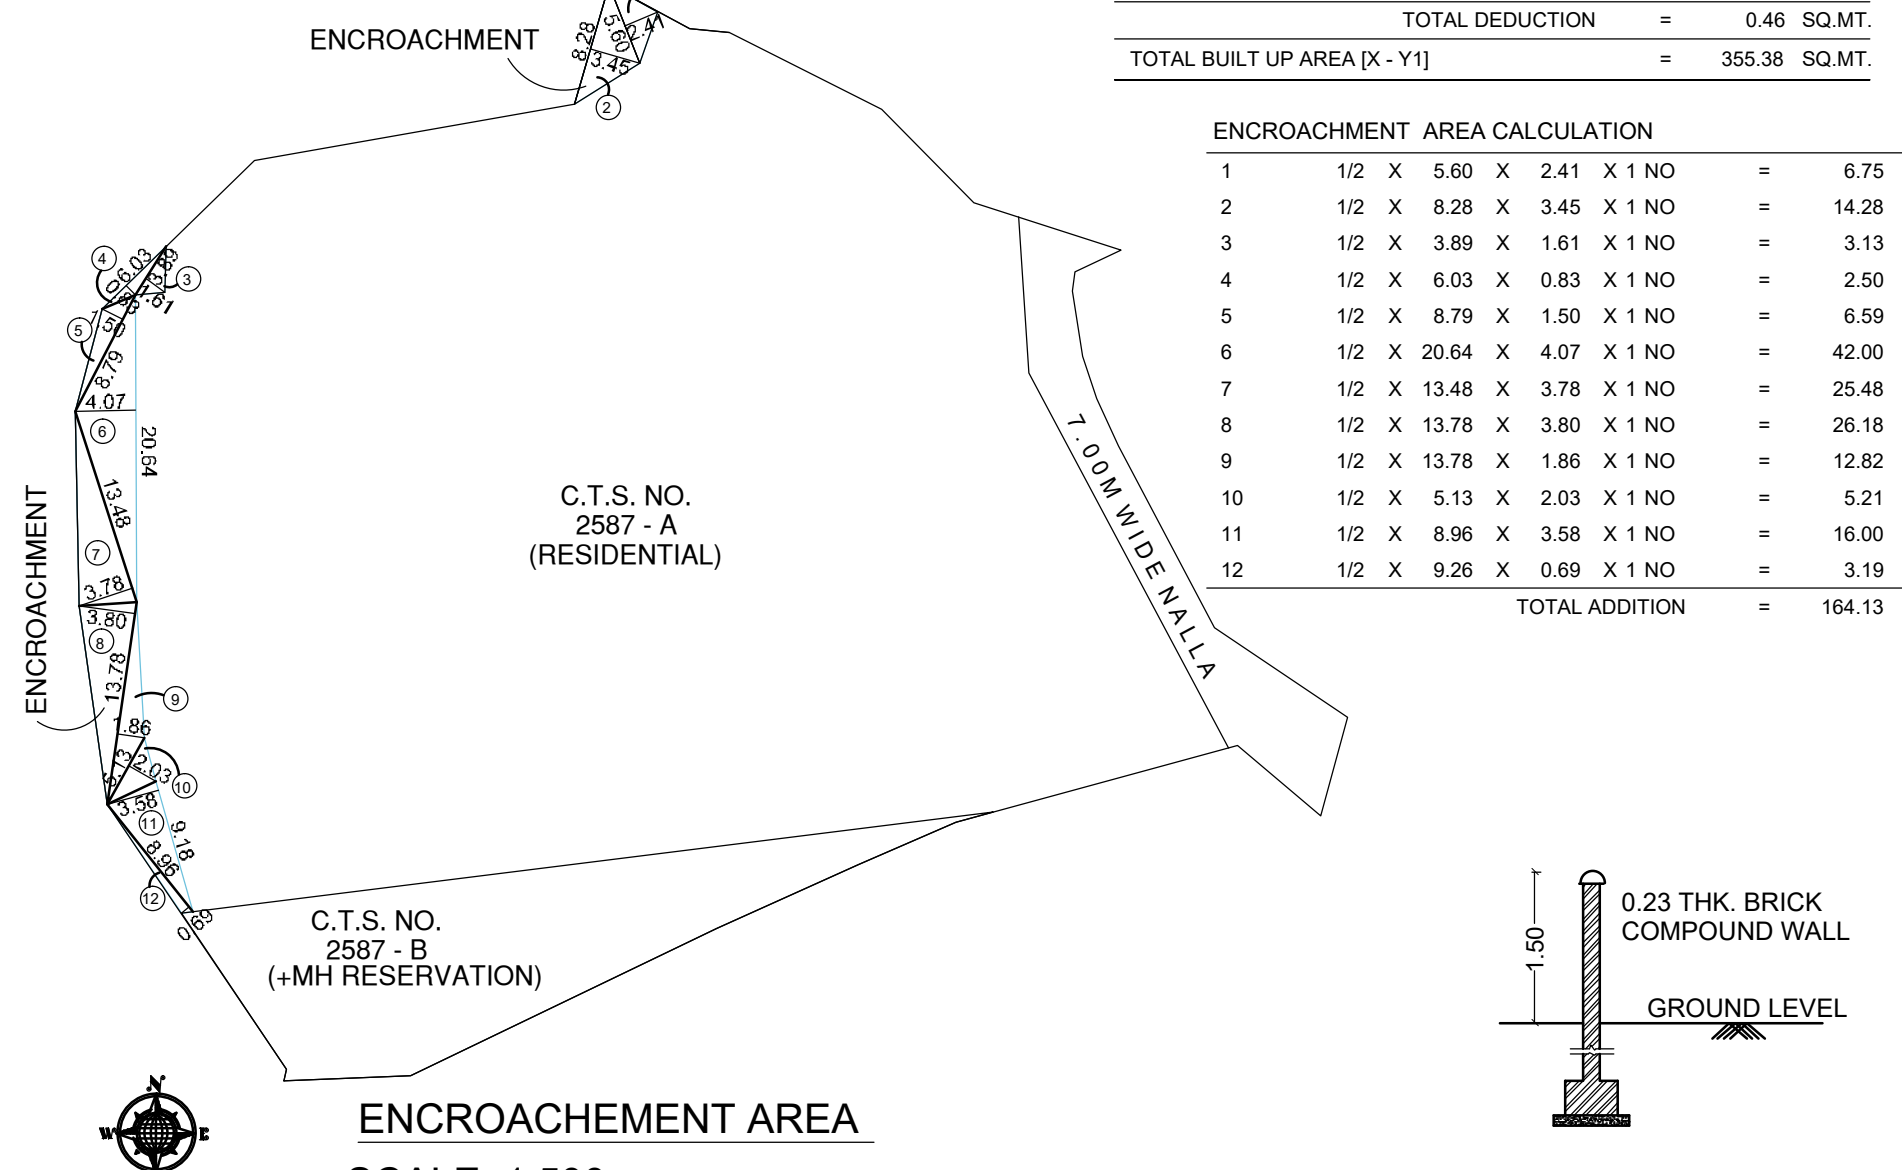 TOTAL DEDUCTION = 0.46 SQ.MT.
TOTAL BUILT UP AREA [X - Y1] = 355.38 SQ.MT.
ENCROACHMENT AREA CALCULATION
1 1/2 X 5.60 X 2.41 X 1 NO = 6.75
2 1/2 X 8.28 X 3.45 X 1 NO = 14.28
3 1/2 X 3.89 X 1.61 X 1 NO = 3.13
4 1/2 X 6.03 X 0.83 X 1 NO = 2.50
5 1/2 X 8.79 X 1.50 X 1 NO = 6.59
6 1/2 X 20.64 X 4.07 X 1 NO = 42.00
7 1/2 X 13.48 X 3.78 X 1 NO = 25.48
8 1/2 X 13.78 X 3.80 X 1 NO = 26.18
9 1/2 X 13.78 X 1.86 X 1 NO = 12.82
10 1/2 X 5.13 X 2.03 X 1 NO = 5.21
11 1/2 X 8.96 X 3.58 X 1 NO = 16.00
12 1/2 X 9.26 X 0.69 X 1 NO = 3.19
TOTAL ADDITION = 164.13
ENCROACHMENT
8.28
5.60
2.41
3.45
2
4
6.03
3.89
3
0.83
1.61
5
1.50
8.79
4.07
6
20.64
13.48
ENCROACHMENT
7
3.78
3.80
8
13.78
9
1.86
2.03
10
3.58
11
9.18
8.96
12
0.69
C.T.S. NO.
2587 - A
(RESIDENTIAL)
7.00M WIDE NALLA
C.T.S. NO.
2587 - B
(+MH RESERVATION)
1.50
0.23 THK. BRICK
COMPOUND WALL
GROUND LEVEL
N
W E
ENCROACHEMENT AREA